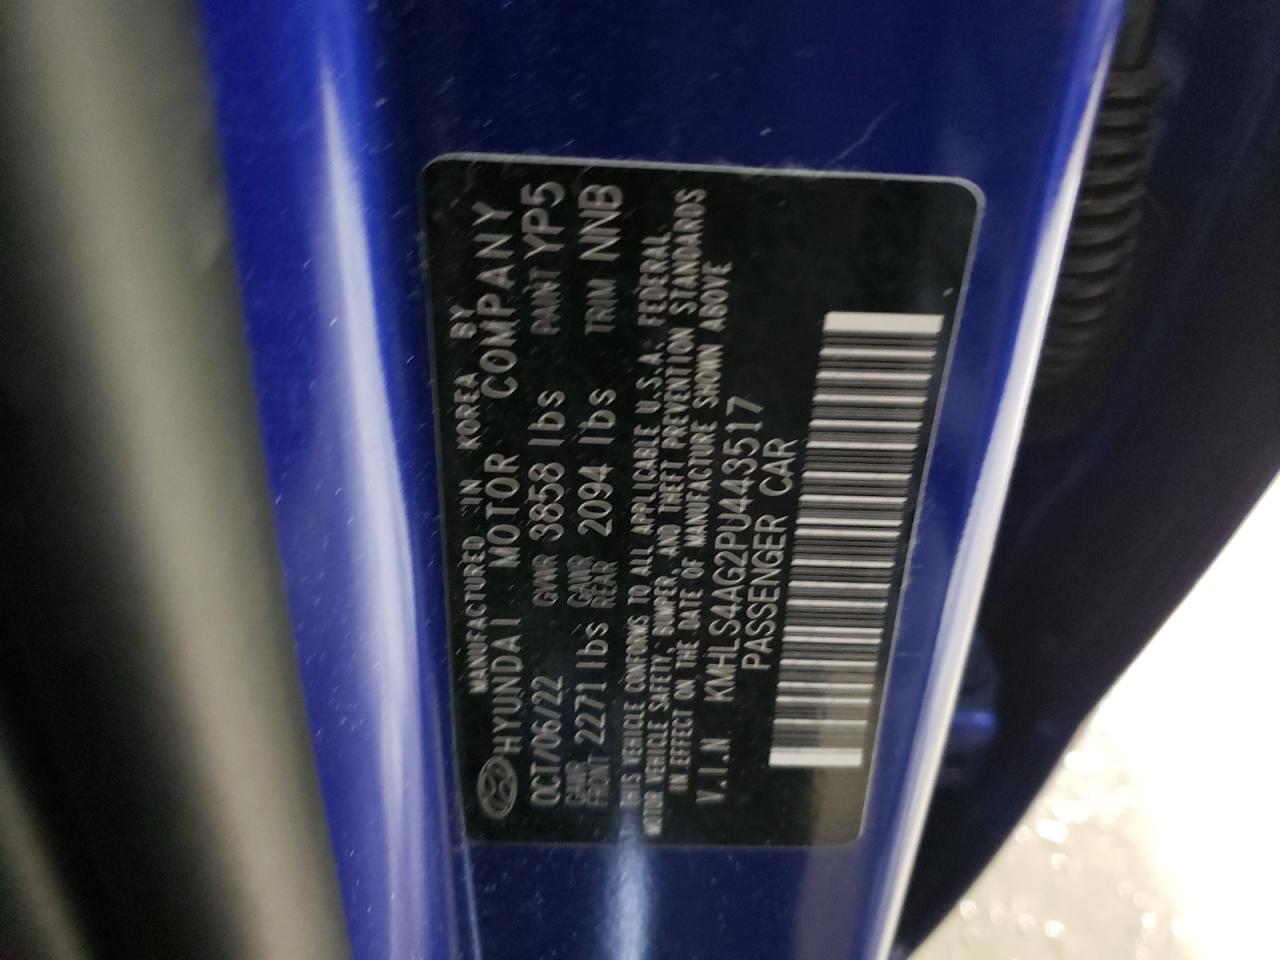 MANUFACTURED IN KOREA BY
HYUNDAI MOTOR COMPANY
OCT/06/22 GVWR 3858 lbs PAINT YP5
GAWR FRONT 2271 lbs GAWR REAR 2094 lbs TRIM NNB
THIS VEHICLE CONFORMS TO ALL APPLICABLE U.S.A. FEDERAL
MOTOR VEHICLE SAFETY, BUMPER, AND THEFT PREVENTION STANDARDS
IN EFFECT ON THE DATE OF MANUFACTURE SHOWN ABOVE
V.I.N KMHLS4AG2PU443517
PASSENGER CAR